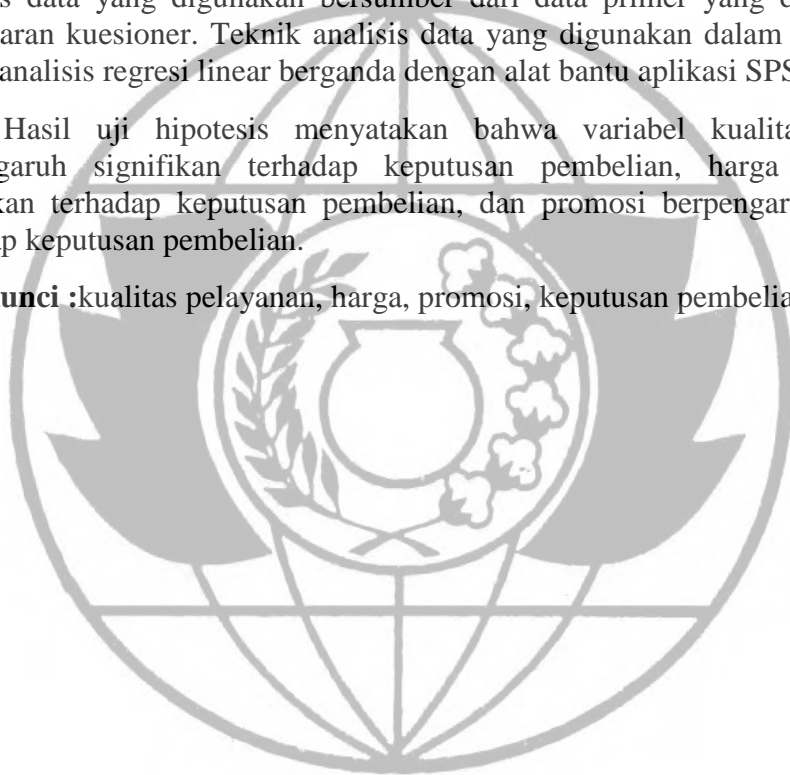 s data yang digunakan bersumber dari data primer yang d
aran kuesioner. Teknik analisis data yang digunakan dalam
analisis regresi linear berganda dengan alat bantu aplikasi SPS
Hasil uji hipotesis menyatakan bahwa variabel kualita
garuh signifikan terhadap keputusan pembelian, harga
kan terhadap keputusan pembelian, dan promosi berpengar
ap keputusan pembelian.
unci :kualitas pelayanan, harga, promosi, keputusan pembelia